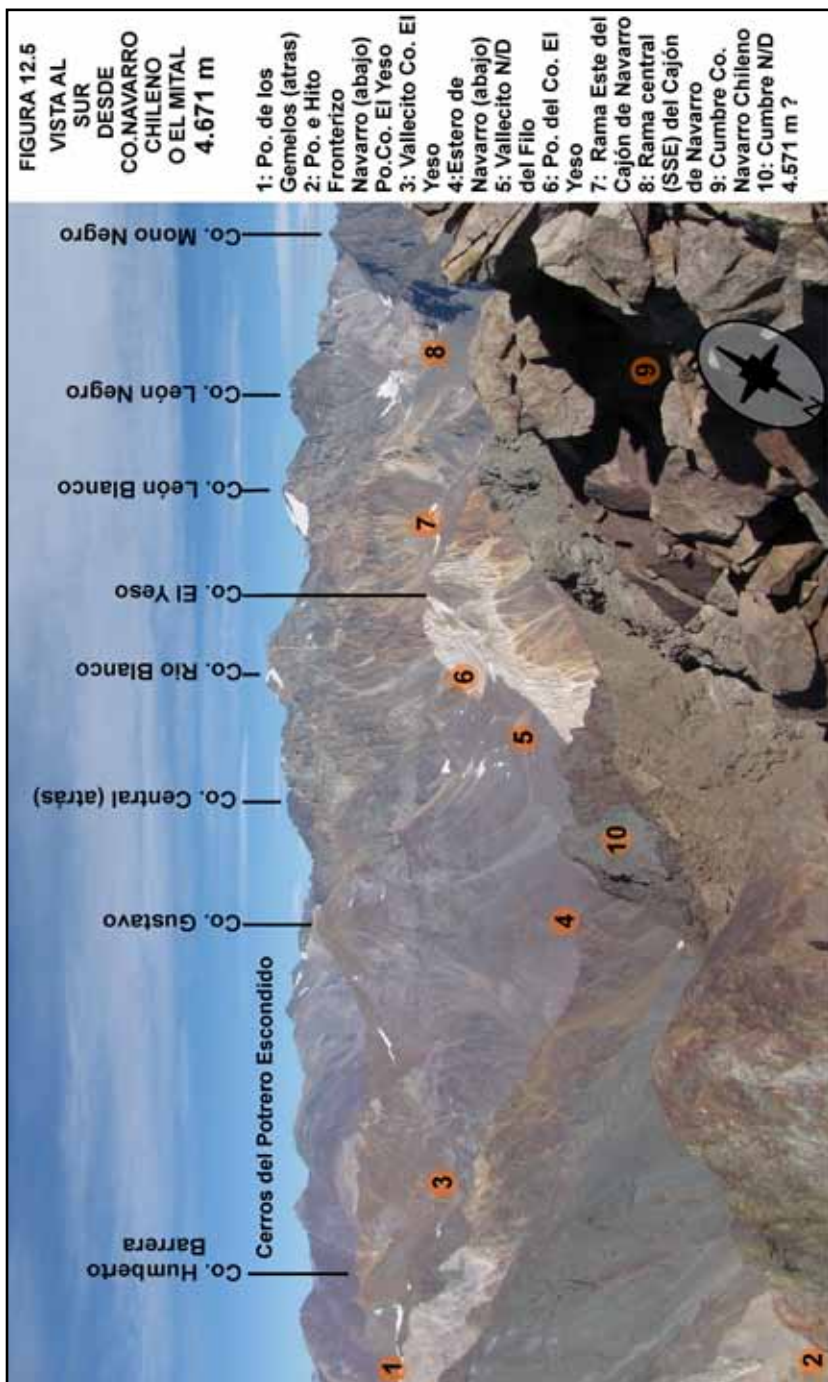 FIGURA 12.5
VISTA AL
SUR
DESDE
CO.NAVARRO
CHILENO
O EL MITAL
4.671 m
1: Po. de los
Gemelos (atras)
2: Po. e Hito
Fronterizo
Navarro (abajo)
Po.Co. El Yeso
3: Vallecito Co. El
Yeso
4:Estero de
Navarro (abajo)
5: Vallecito N/D
del Filo
6: Po. del Co. El
Yeso
7: Rama Este del
Cajón de Navarro
8: Rama central
(SSE) del Cajón
de Navarro
9: Cumbre Co.
Navarro Chileno
10: Cumbre N/D
4.571 m ?
Co. Humberto
Barrera
Cerros del Potrero Escondido
Co. Gustavo
Co. Central (atrás)
Co. Rio Blanco
Co. El Yeso
Co. León Blanco
Co. León Negro
Co. Mono Negro
1
2
3
4
5
6
7
8
9
10
N